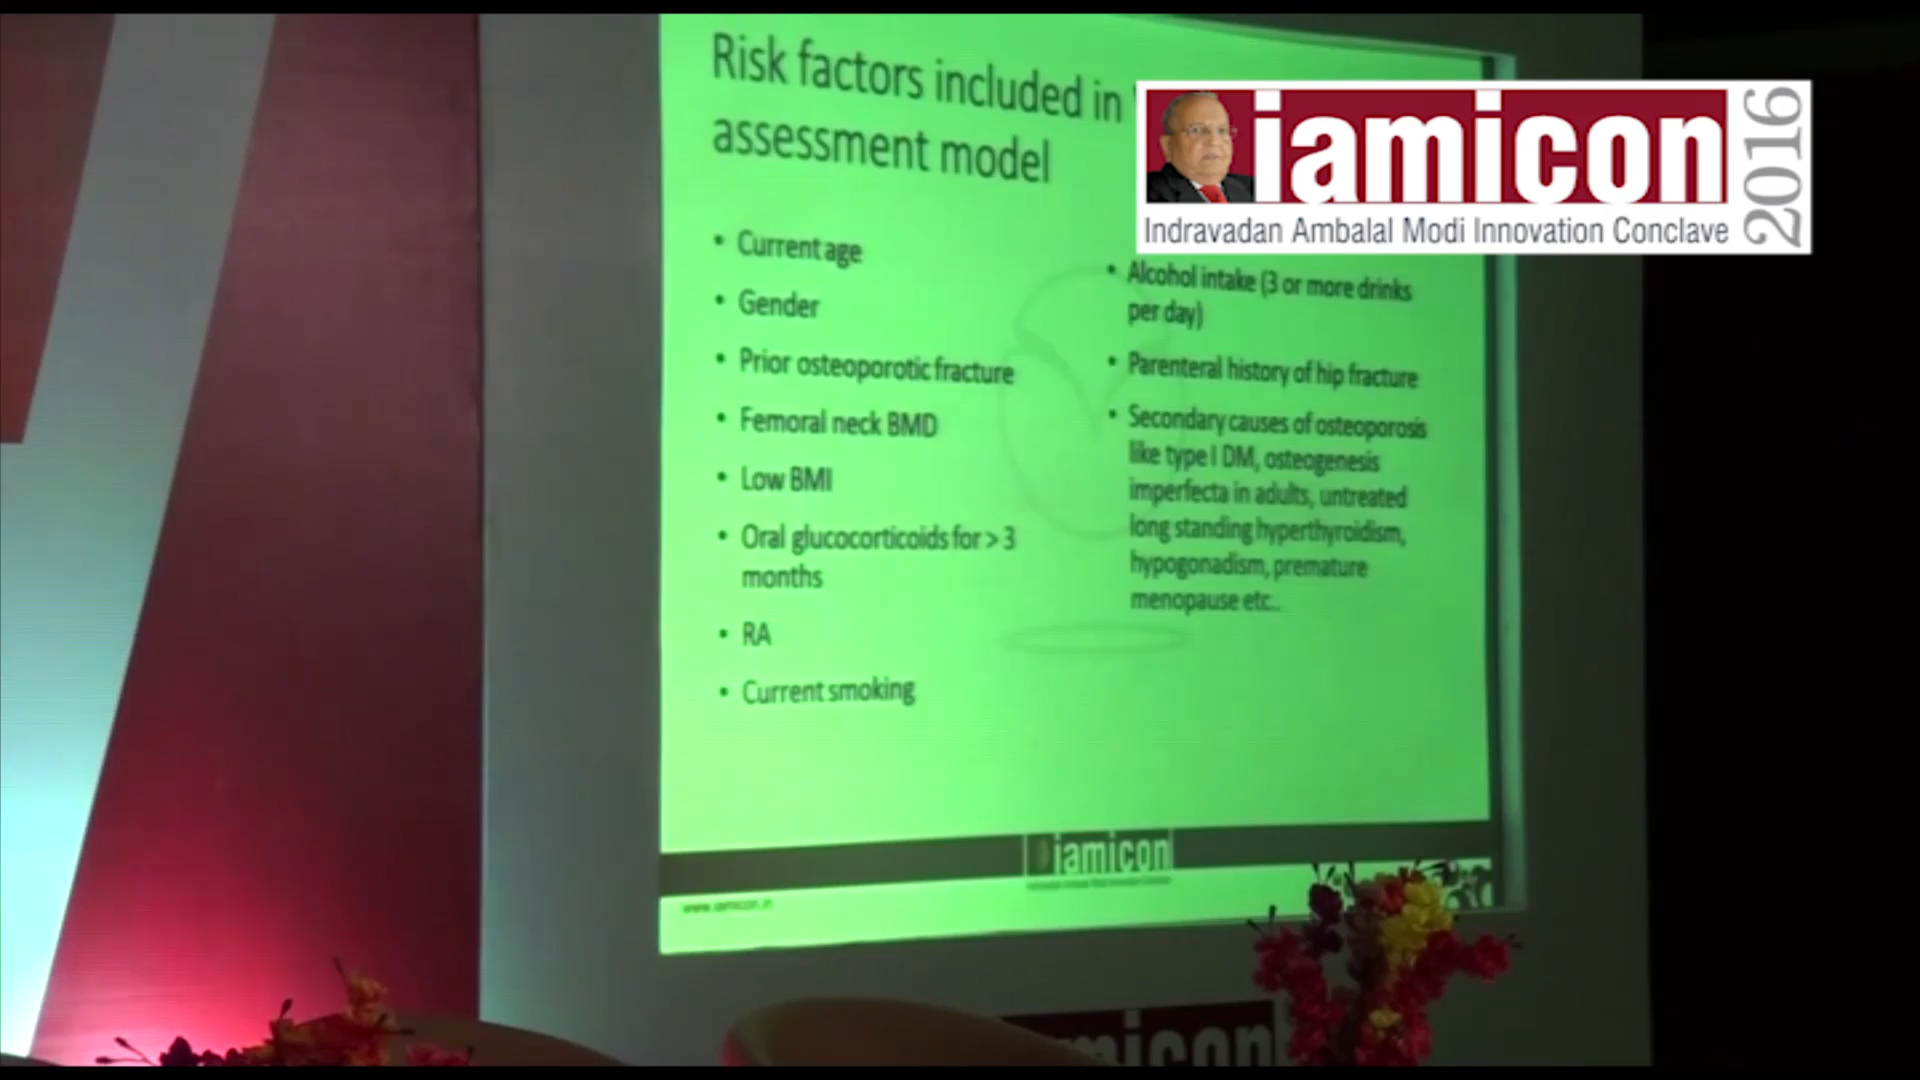 Risk factors included in
assessment model
• Current age
• Gender
• Prior osteoporotic fracture
• Femoral neck BMD
• Low BMI
• Oral glucocorticoids for > 3
months
• RA
• Current smoking
• Alcohol intake (3 or more drinks
per day)
• Parenteral history of hip fracture
• Secondary causes of osteoporosis
like type I DM, osteogenesis
imperfecta in adults, untreated
long standing hyperthyroidism,
hypogonadism, premature
menopause etc..
iamicon
2016
Indravadan Ambalal Modi Innovation Conclave
iamicon
www.iamicon.in
micon